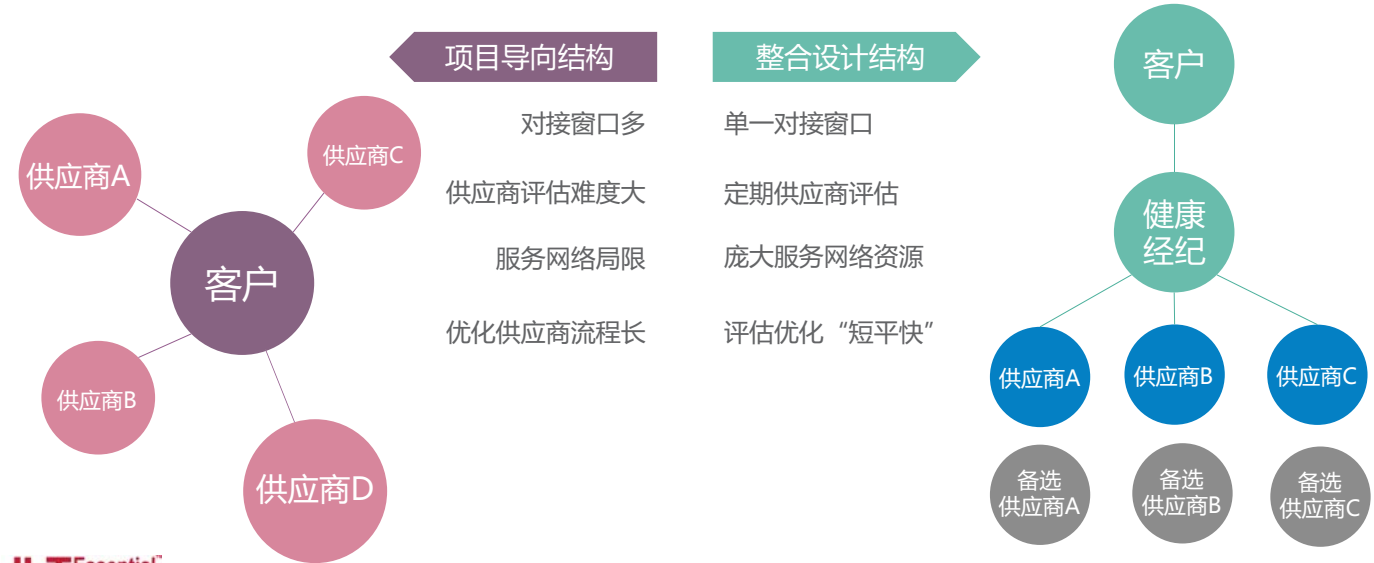 项目导向结构
整合设计结构
客户
供应商A
供应商C
客户
供应商B
供应商D
对接窗口多
单一对接窗口
供应商评估难度大
定期供应商评估
服务网络局限
庞大服务网络资源
优化供应商流程长
评估优化“短平快”
健康
经纪
供应商A
供应商B
供应商C
备选
供应商A
备选
供应商B
备选
供应商C